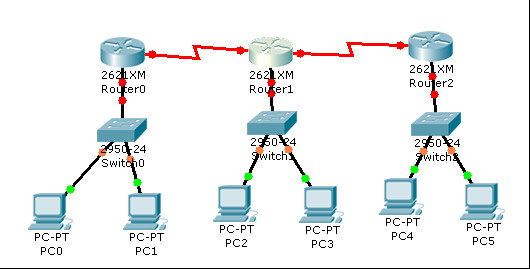 2621XM
Router0
2621XM
Router1
2621XM
Router2
2950-24
Switch0
2950-24
Switch1
2950-24
Switch2
PC-PT
PC0
PC-PT
PC1
PC-PT
PC2
PC-PT
PC3
PC-PT
PC4
PC-PT
PC5